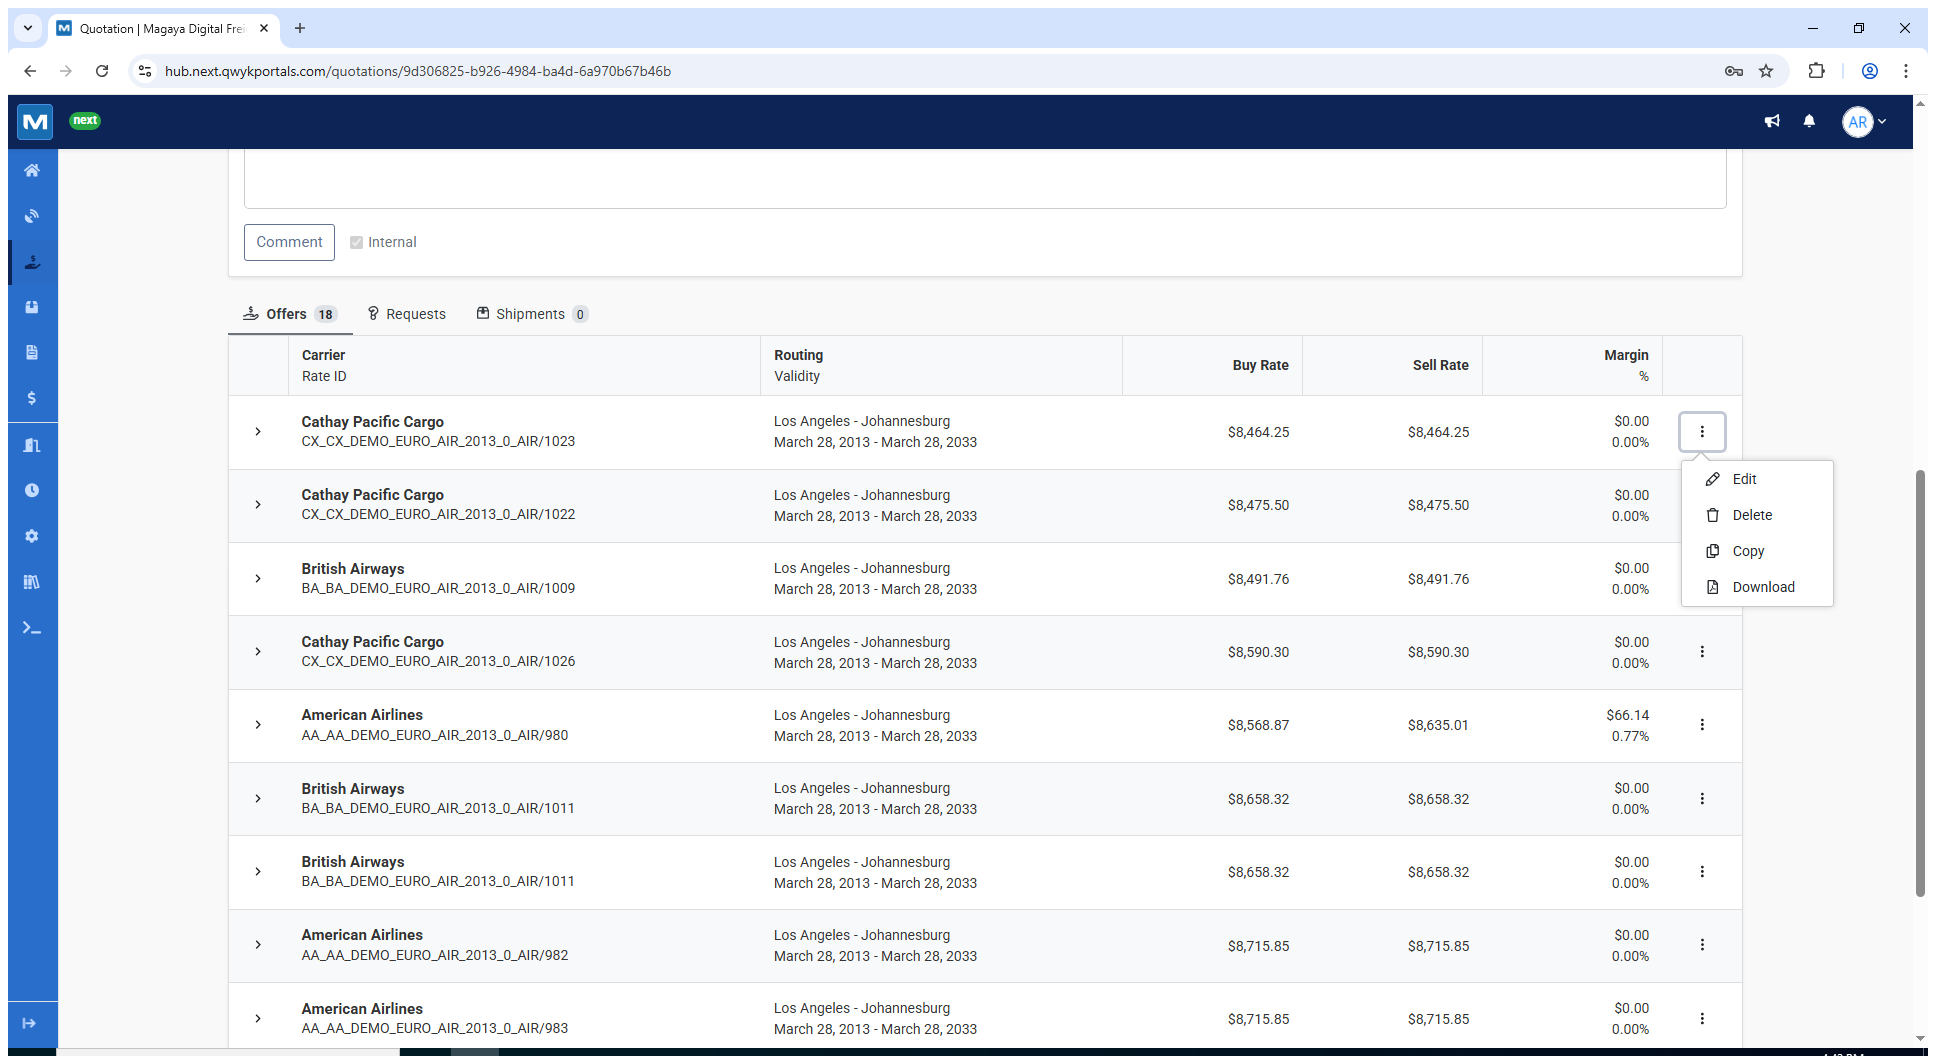 Quotation | Magaya Digital Frei
hub.next.qwykportals.com/quotations/9d306825-b926-4984-ba4d-6a970b67b46b
M next AR
Comment Internal
Offers 18 Requests Shipments 0
Carrier Routing Buy Rate Sell Rate Margin
Rate ID Validity %
Cathay Pacific Cargo Los Angeles - Johannesburg $8,464.25 $8,464.25 $0.00
CX_CX_DEMO_EURO_AIR_2013_0_AIR/1023 March 28, 2013 - March 28, 2033 0.00%
Edit
Delete
Copy
Download
Cathay Pacific Cargo Los Angeles - Johannesburg $8,475.50 $8,475.50 $0.00
CX_CX_DEMO_EURO_AIR_2013_0_AIR/1022 March 28, 2013 - March 28, 2033 0.00%
British Airways Los Angeles - Johannesburg $8,491.76 $8,491.76 $0.00
BA_BA_DEMO_EURO_AIR_2013_0_AIR/1009 March 28, 2013 - March 28, 2033 0.00%
Cathay Pacific Cargo Los Angeles - Johannesburg $8,590.30 $8,590.30 $0.00
CX_CX_DEMO_EURO_AIR_2013_0_AIR/1026 March 28, 2013 - March 28, 2033 0.00%
American Airlines Los Angeles - Johannesburg $8,568.87 $8,635.01 $66.14
AA_AA_DEMO_EURO_AIR_2013_0_AIR/980 March 28, 2013 - March 28, 2033 0.77%
British Airways Los Angeles - Johannesburg $8,658.32 $8,658.32 $0.00
BA_BA_DEMO_EURO_AIR_2013_0_AIR/1011 March 28, 2013 - March 28, 2033 0.00%
British Airways Los Angeles - Johannesburg $8,658.32 $8,658.32 $0.00
BA_BA_DEMO_EURO_AIR_2013_0_AIR/1011 March 28, 2013 - March 28, 2033 0.00%
American Airlines Los Angeles - Johannesburg $8,715.85 $8,715.85 $0.00
AA_AA_DEMO_EURO_AIR_2013_0_AIR/982 March 28, 2013 - March 28, 2033 0.00%
American Airlines Los Angeles - Johannesburg $8,715.85 $8,715.85 $0.00
AA_AA_DEMO_EURO_AIR_2013_0_AIR/983 March 28, 2013 - March 28, 2033 0.00%